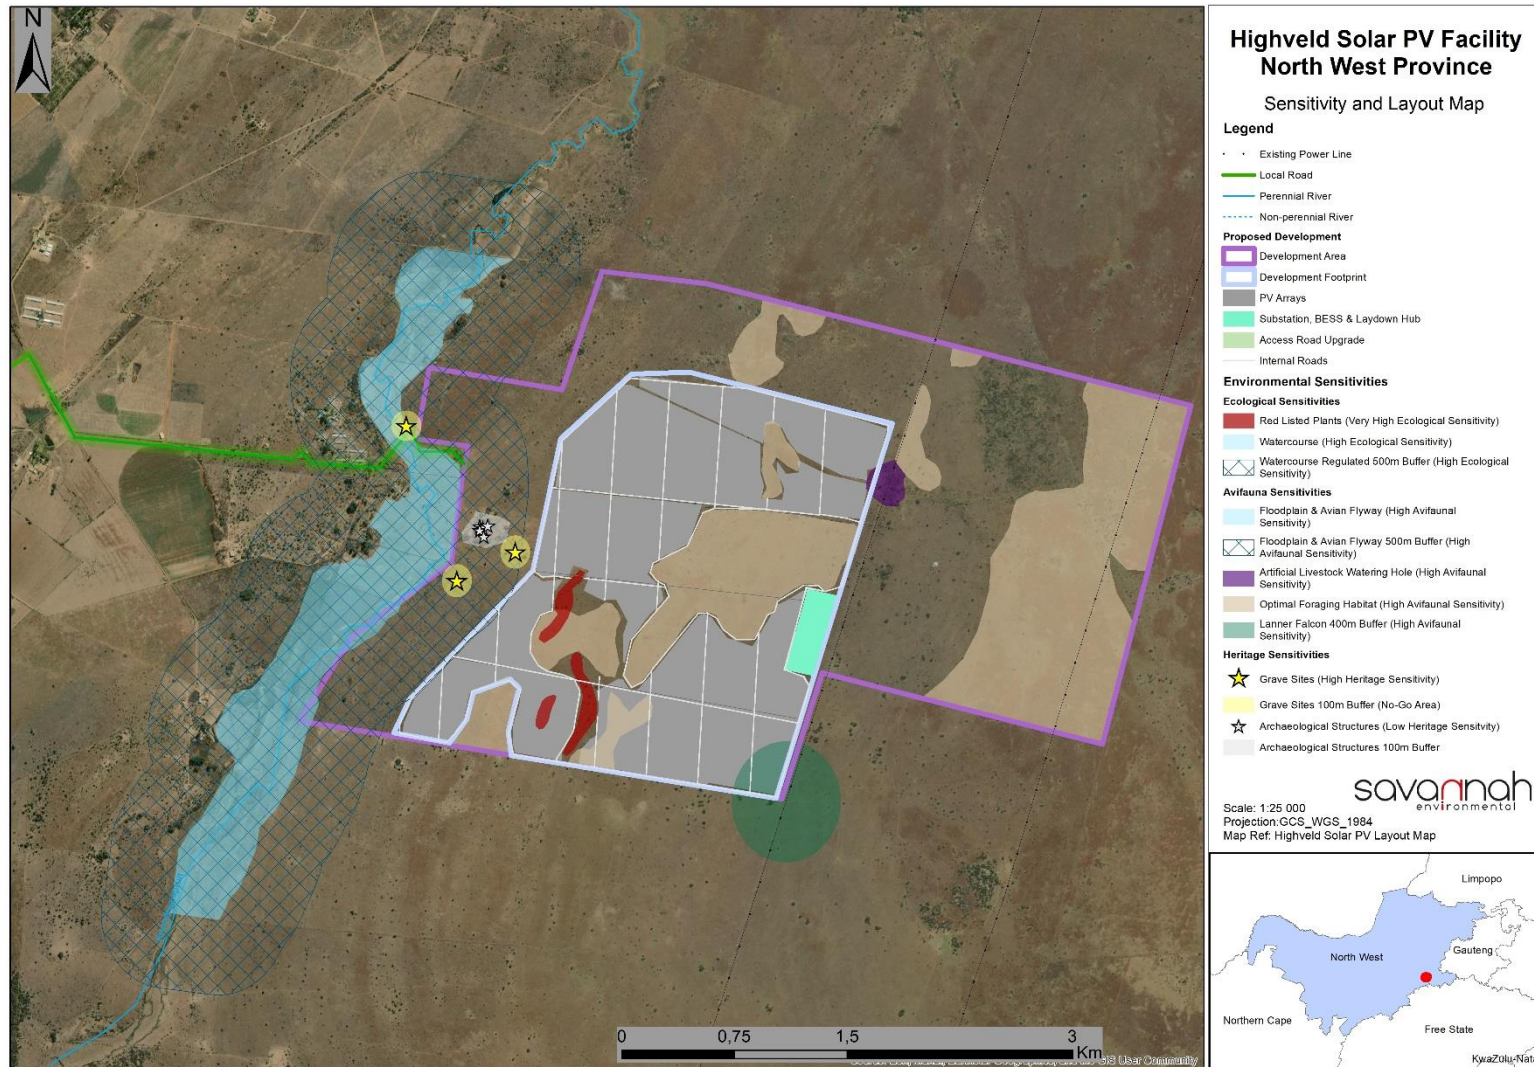 N
Highveld Solar PV Facility
North West Province
Sensitivity and Layout Map
Legend
Existing Power Line
Local Road
Perennial River
Non-perennial River
Proposed Development
Development Area
Development Footprint
PV Arrays
Substation, BESS & Laydown Hub
Access Road Upgrade
Internal Roads
Environmental Sensitivities
Ecological Sensitivities
Red Listed Plants (Very High Ecological Sensitivity)
Watercourse (High Ecological Sensitivity)
Watercourse Regulated 500m Buffer (High Ecological
Sensitivity)
Avifauna Sensitivities
Floodplain & Avian Flyway (High Avifaunal
Sensitivity)
Floodplain & Avian Flyway 500m Buffer (High
Avifaunal Sensitivity)
Artificial Livestock Watering Hole (High Avifaunal
Sensitivity)
Optimal Foraging Habitat (High Avifaunal Sensitivity)
Lanner Falcon 400m Buffer (High Avifaunal
Sensitivity)
Heritage Sensitivities
Grave Sites (High Heritage Sensitivity)
Grave Sites 100m Buffer (No-Go Area)
Archaeological Structures (Low Heritage Sensitivity)
Archaeological Structures 100m Buffer
savannah
environmental
Scale: 1:25 000
Projection:GCS_WGS_1984
Map Ref: Highveld Solar PV Layout Map
Limpopo
North West
Gauteng
Northern Cape
Free State
KwaZulu-Nata
0 0,75 1,5 3
Km
GIS User Community